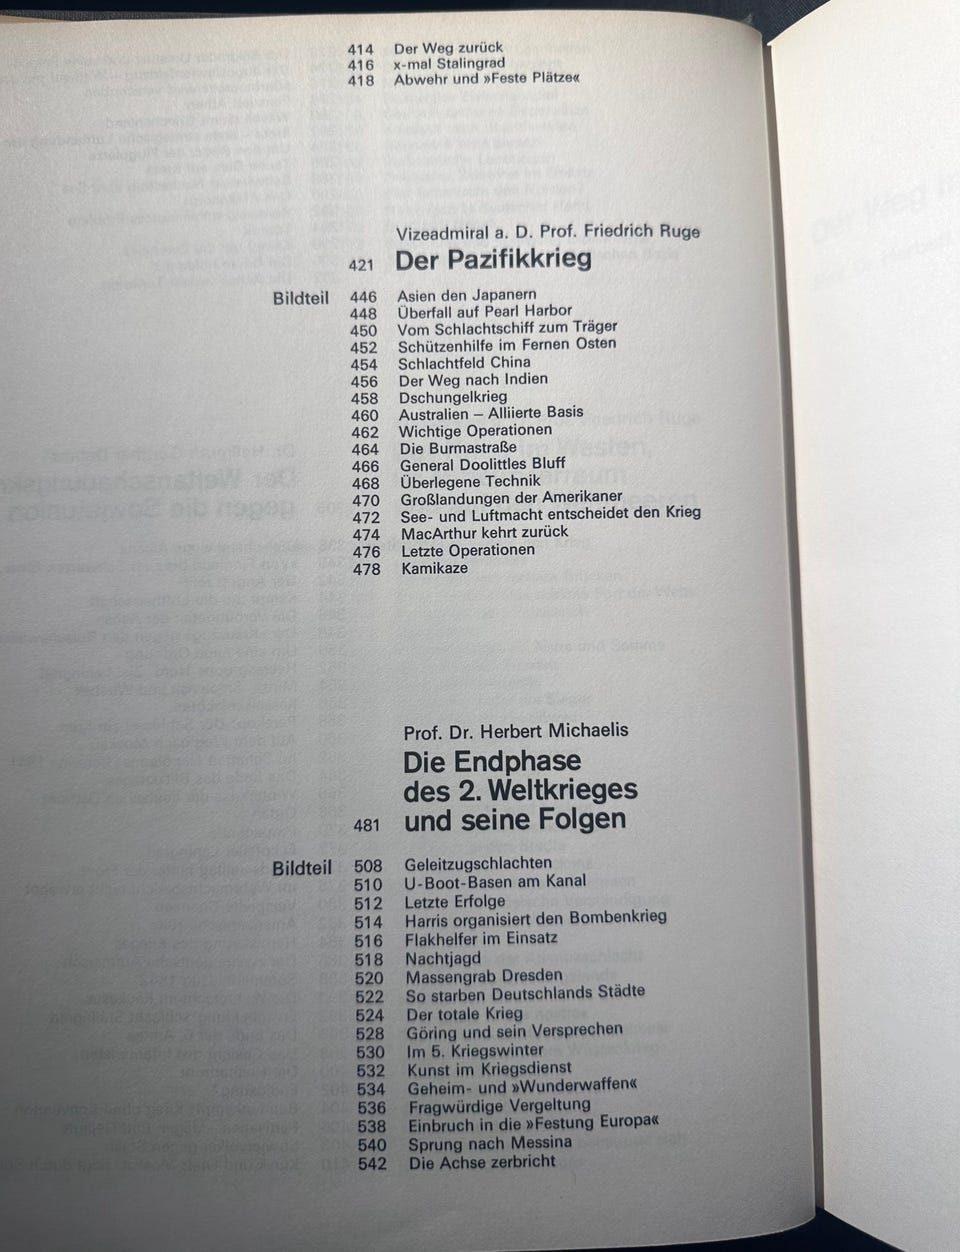 414 Der Weg zurück
416 x-mal Stalingrad
418 Abwehr und »Feste Plätze«
Vizeadmiral a. D. Prof. Friedrich Ruge
421 Der Pazifikkrieg
Bildteil 446 Asien den Japanern
448 Überfall auf Pearl Harbor
450 Vom Schlachtschiff zum Träger
452 Schützenhilfe im Fernen Osten
454 Schlachtfeld China
456 Der Weg nach Indien
458 Dschungelkrieg
460 Australien – Alliierte Basis
462 Wichtige Operationen
464 Die Burmastraße
466 General Doolittles Bluff
468 Überlegene Technik
470 Großlandungen der Amerikaner
472 See- und Luftmacht entscheidet den Krieg
474 MacArthur kehrt zurück
476 Letzte Operationen
478 Kamikaze
Prof. Dr. Herbert Michaelis
Die Endphase
des 2. Weltkrieges
481 und seine Folgen
Bildteil 508 Geleitzugschlachten
510 U-Boot-Basen am Kanal
512 Letzte Erfolge
514 Harris organisiert den Bombenkrieg
516 Flakhelfer im Einsatz
518 Nachtjagd
520 Massengrab Dresden
522 So starben Deutschlands Städte
524 Der totale Krieg
528 Göring und sein Versprechen
530 Im 5. Kriegswinter
532 Kunst im Kriegsdienst
534 Geheim- und »Wunderwaffen«
536 Fragwürdige Vergeltung
538 Einbruch in die »Festung Europa«
540 Sprung nach Messina
542 Die Achse zerbricht